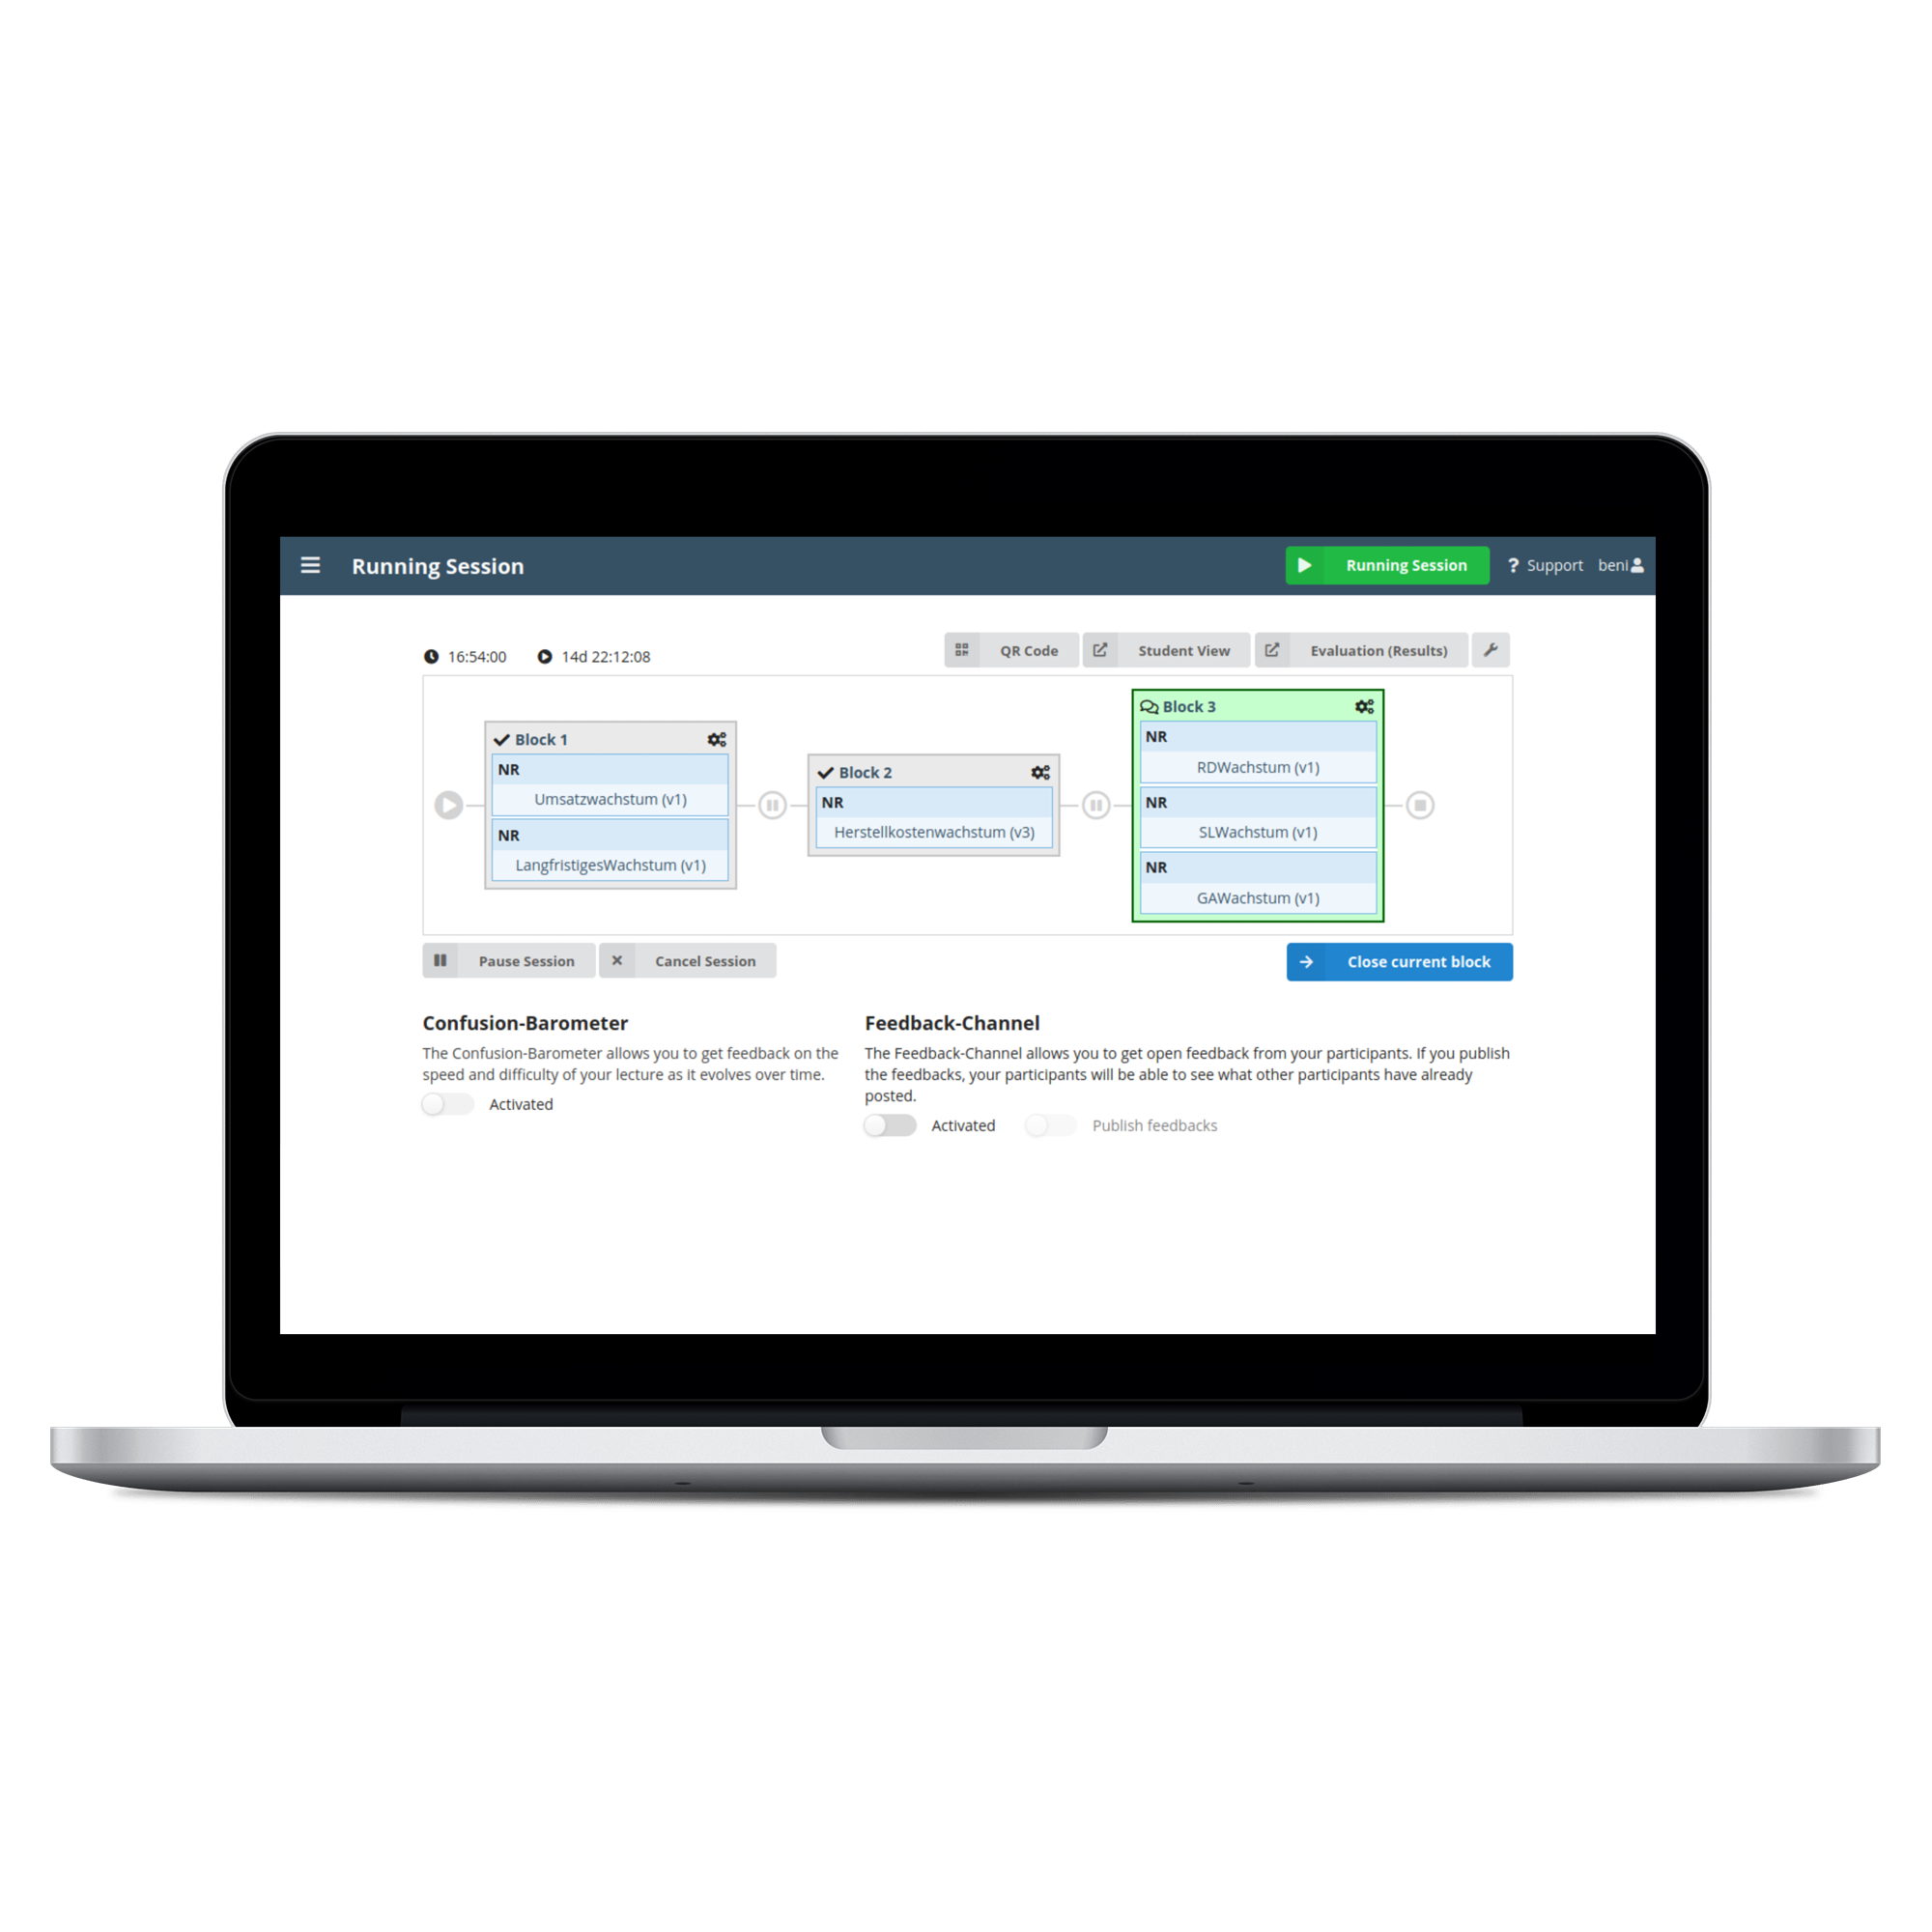 Running Session
Running Session
? Support
beni
16:54:00
14d 22:12:08
QR Code
Student View
Evaluation (Results)
Block 1
NR
Umsatzwachstum (v1)
NR
LangfristigesWachstum (v1)
Block 2
NR
Herstellkostenwachstum (v3)
Block 3
NR
RDWachstum (v1)
NR
SLWachstum (v1)
NR
GAWachstum (v1)
Pause Session
Cancel Session
Close current block
Confusion-Barometer
The Confusion-Barometer allows you to get feedback on the
speed and difficulty of your lecture as it evolves over time.
Activated
Feedback-Channel
The Feedback-Channel allows you to get open feedback from your participants. If you publish
the feedbacks, your participants will be able to see what other participants have already
posted.
Activated
Publish feedbacks